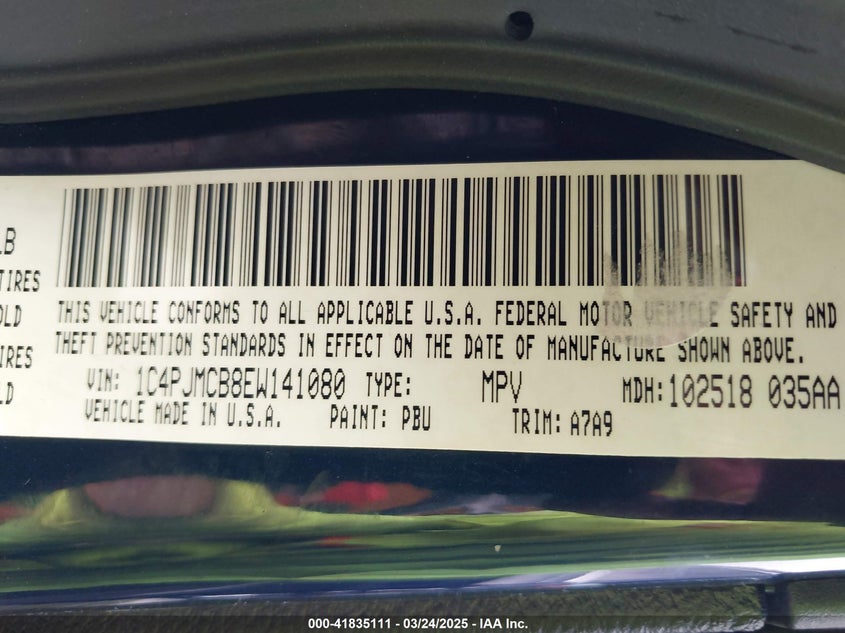 LB
TIRES
OLD
IRES
LD
THIS VEHICLE CONFORMS TO ALL APPLICABLE U.S.A. FEDERAL MOTOR VEHICLE SAFETY AND
THEFT PREVENTION STANDARDS IN EFFECT ON THE DATE OF MANUFACTURE SHOWN ABOVE.
VIN: 1C4PJMCB8EW141080 TYPE: MPV MDH: 102518 035AA
VEHICLE MADE IN U.S.A. PAINT: PBU TRIM: A7A9
000-41835111 - 03/24/2025 - IAA Inc.